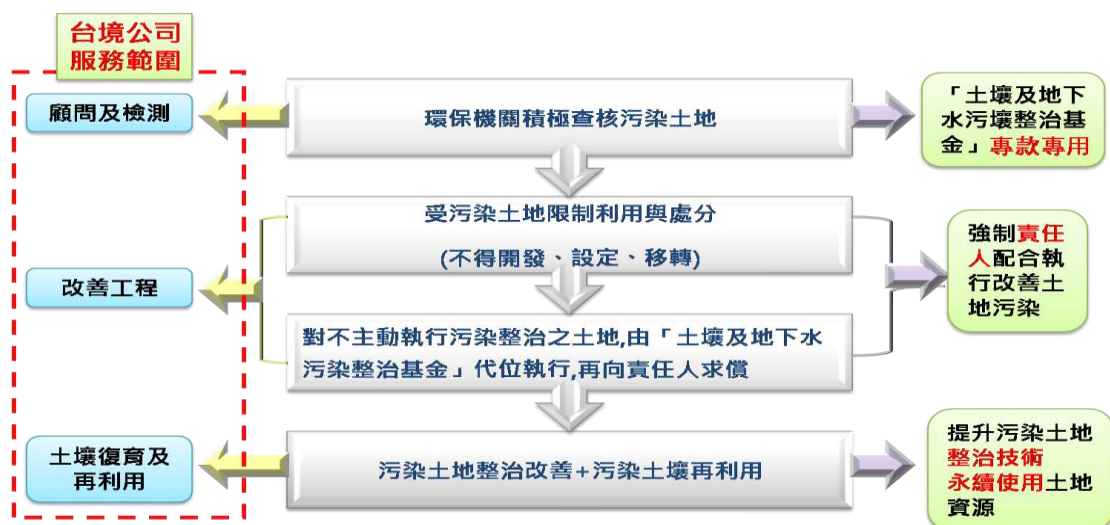 台境公司
服務範圍
顧問及檢測
環保機關積極查核污染土地
「土壤及地下
水污壤整治基
金」專款專用
受污染土地限制利用與處分
(不得開發、設定、移轉)
改善工程
強制責任
人配合執
行改善土
地污染
對不主動執行污染整治之土地,由「土壤及地下水
污染整治基金」代位執行,再向責任人求償
土壤復育及
再利用
污染土地整治改善+污染土壤再利用
提升污染土地
整治技術
永續使用土地
資源